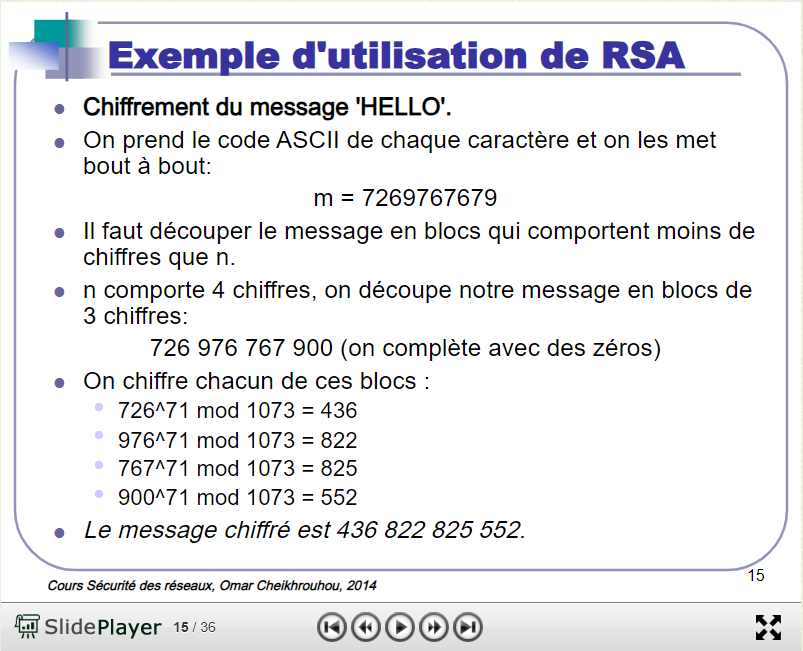 Exemple d'utilisation de RSA
Chiffrement du message 'HELLO'.
On prend le code ASCII de chaque caractère et on les met
bout à bout:
m = 7269767679
Il faut découper le message en blocs qui comportent moins de
chiffres que n.
n comporte 4 chiffres, on découpe notre message en blocs de
3 chiffres:
726 976 767 900 (on complète avec des zéros)
On chiffre chacun de ces blocs :
726^71 mod 1073 = 436
976^71 mod 1073 = 822
767^71 mod 1073 = 825
900^71 mod 1073 = 552
Le message chiffré est 436 822 825 552.
15
Cours Sécurité des réseaux, Omar Cheikhrouhou, 2014
SlidePlayer 15 / 36